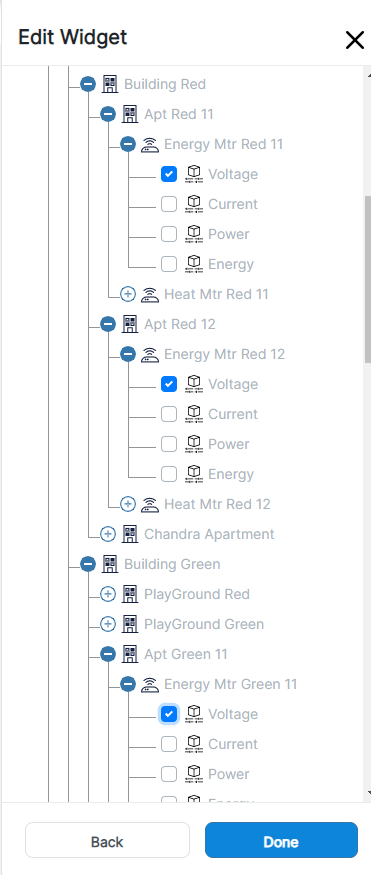 Edit Widget
Building Red
Apt Red 11
Energy Mtr Red 11
Voltage
Current
Power
Energy
Heat Mtr Red 11
Apt Red 12
Energy Mtr Red 12
Voltage
Current
Power
Energy
Heat Mtr Red 12
Chandra Apartment
Building Green
PlayGround Red
PlayGround Green
Apt Green 11
Energy Mtr Green 11
Voltage
Current
Power
Back
Done